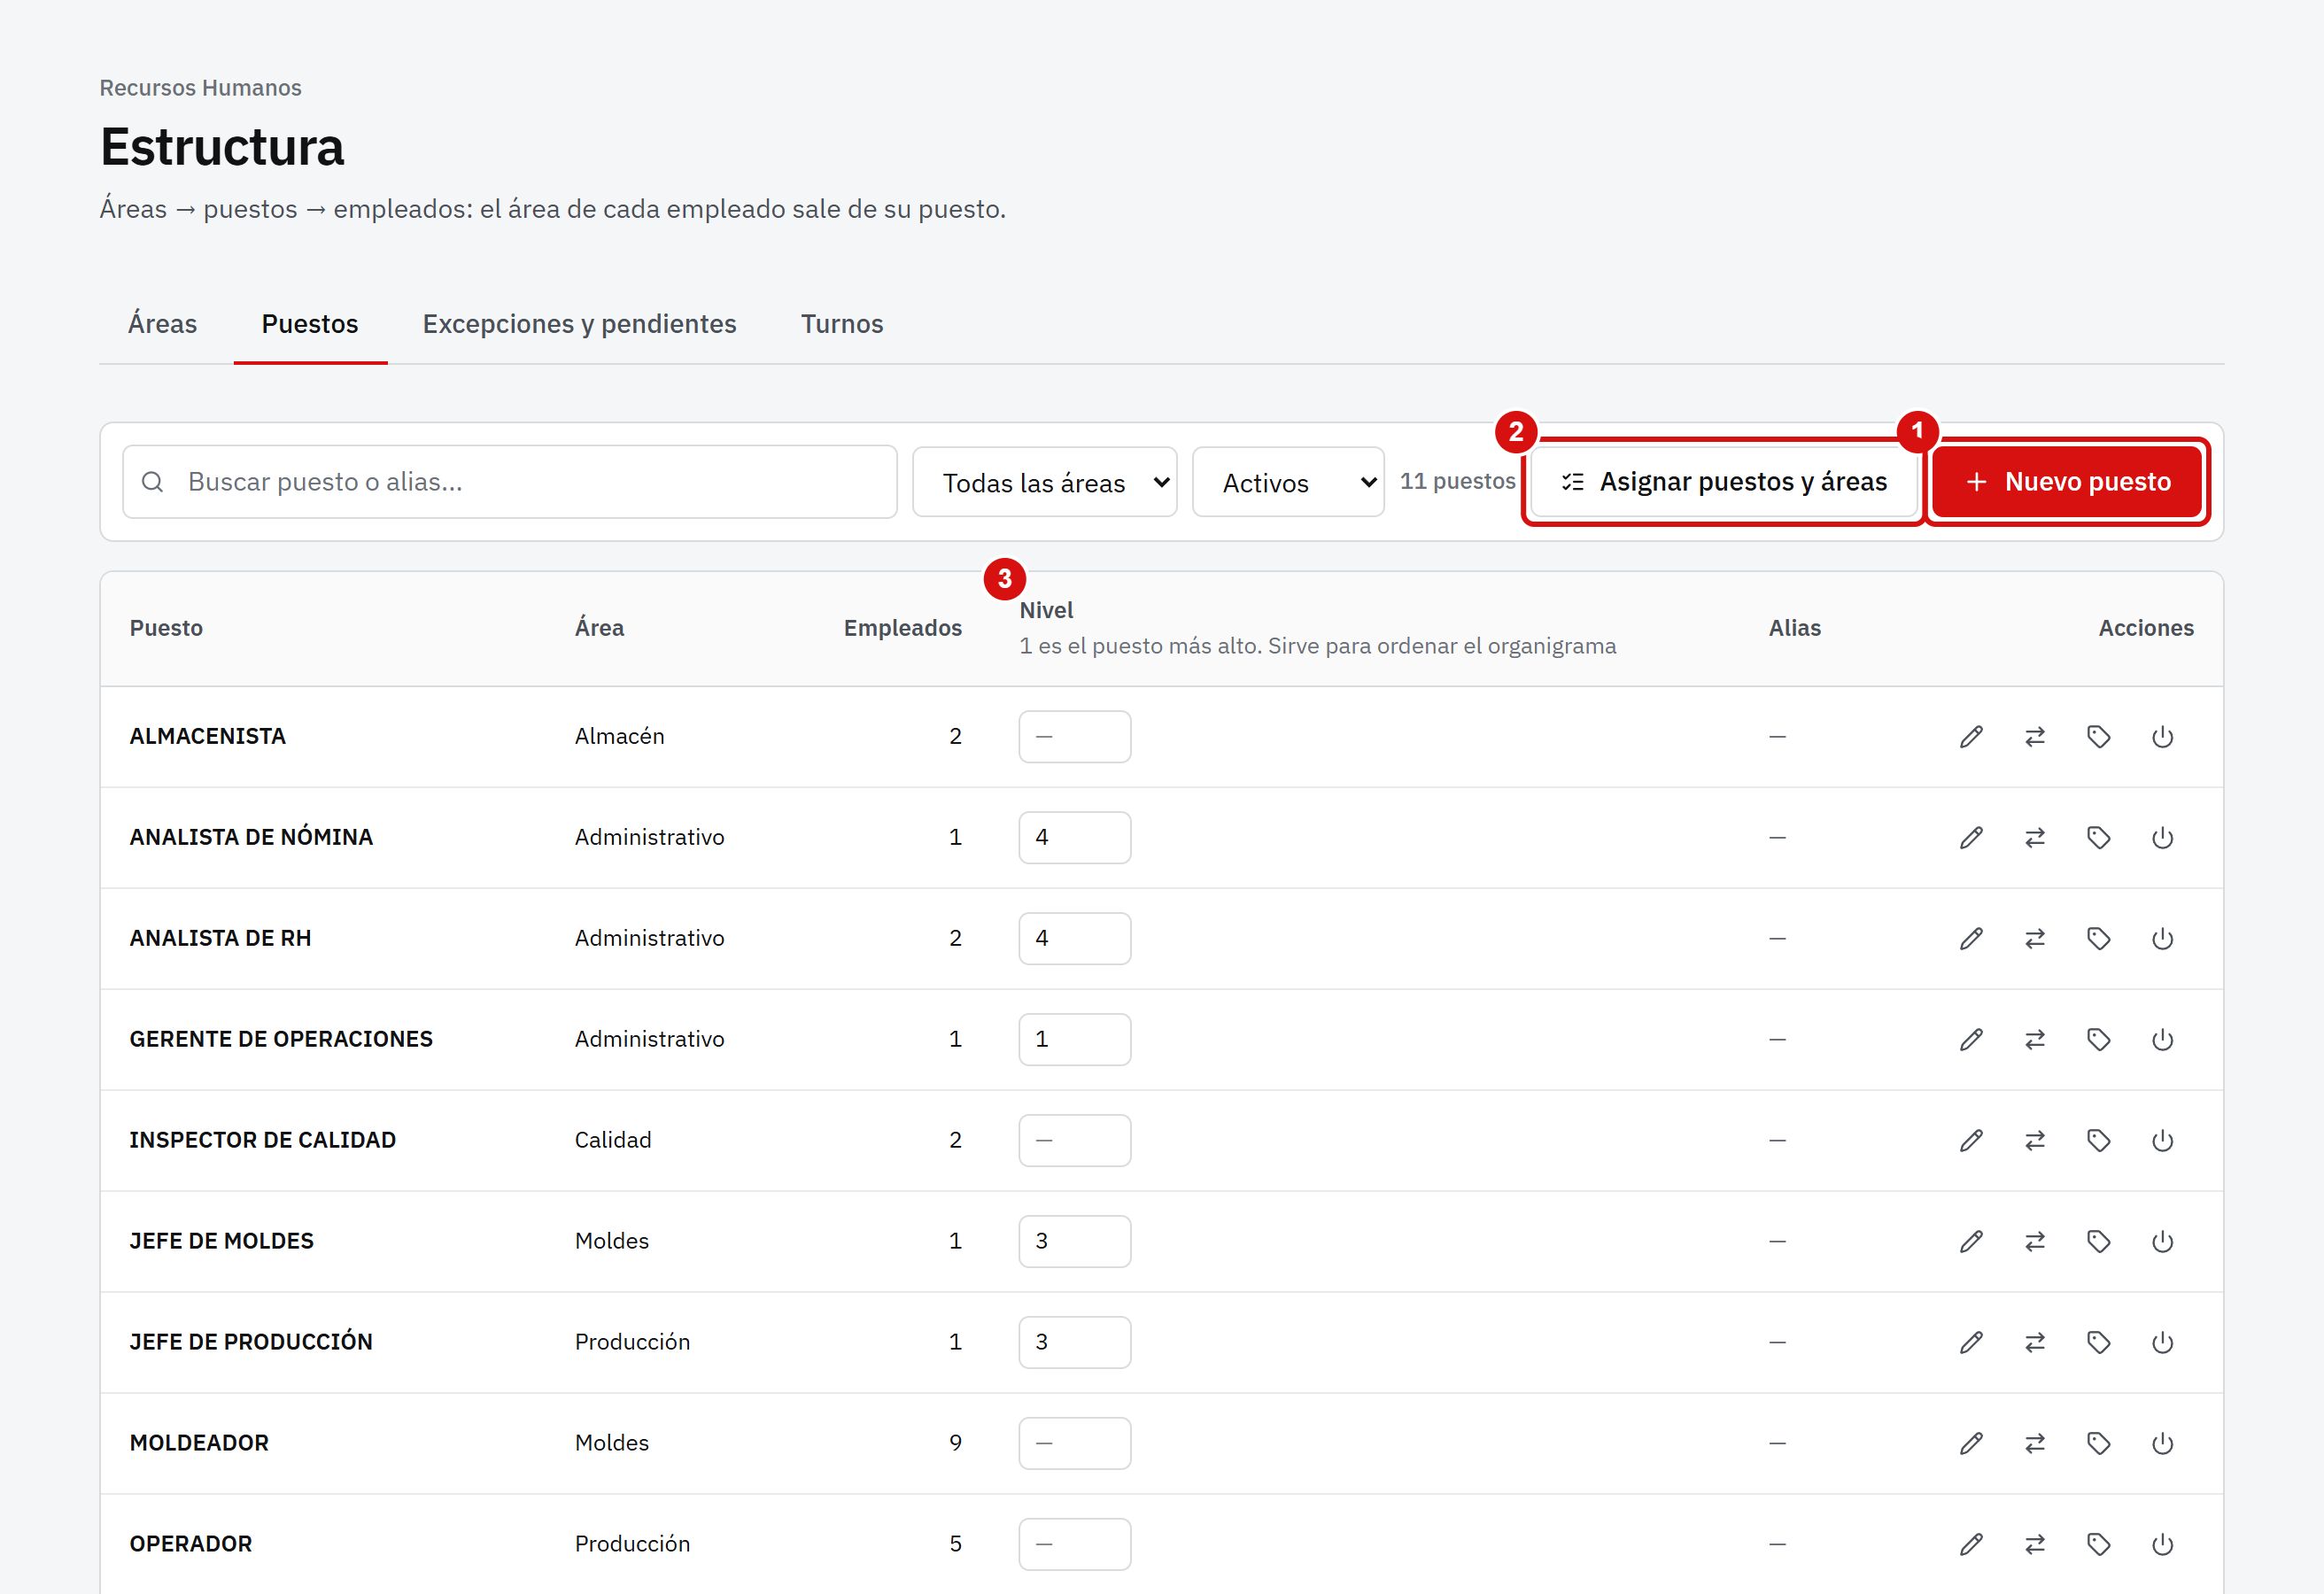 Recursos Humanos
Estructura
Áreas → puestos → empleados: el área de cada empleado sale de su puesto.
Áreas Puestos Excepciones y pendientes Turnos
Buscar puesto o alias... Todas las áreas Activos 11 puestos 2 Asignar puestos y áreas 1 + Nuevo puesto
3
Puesto Área Empleados Nivel Alias Acciones
1 es el puesto más alto. Sirve para ordenar el organigrama
ALMACENISTA Almacén 2 — —
ANALISTA DE NÓMINA Administrativo 1 4 —
ANALISTA DE RH Administrativo 2 4 —
GERENTE DE OPERACIONES Administrativo 1 1 —
INSPECTOR DE CALIDAD Calidad 2 — —
JEFE DE MOLDES Moldes 1 3 —
JEFE DE PRODUCCIÓN Producción 1 3 —
MOLDEADOR Moldes 9 — —
OPERADOR Producción 5 — —